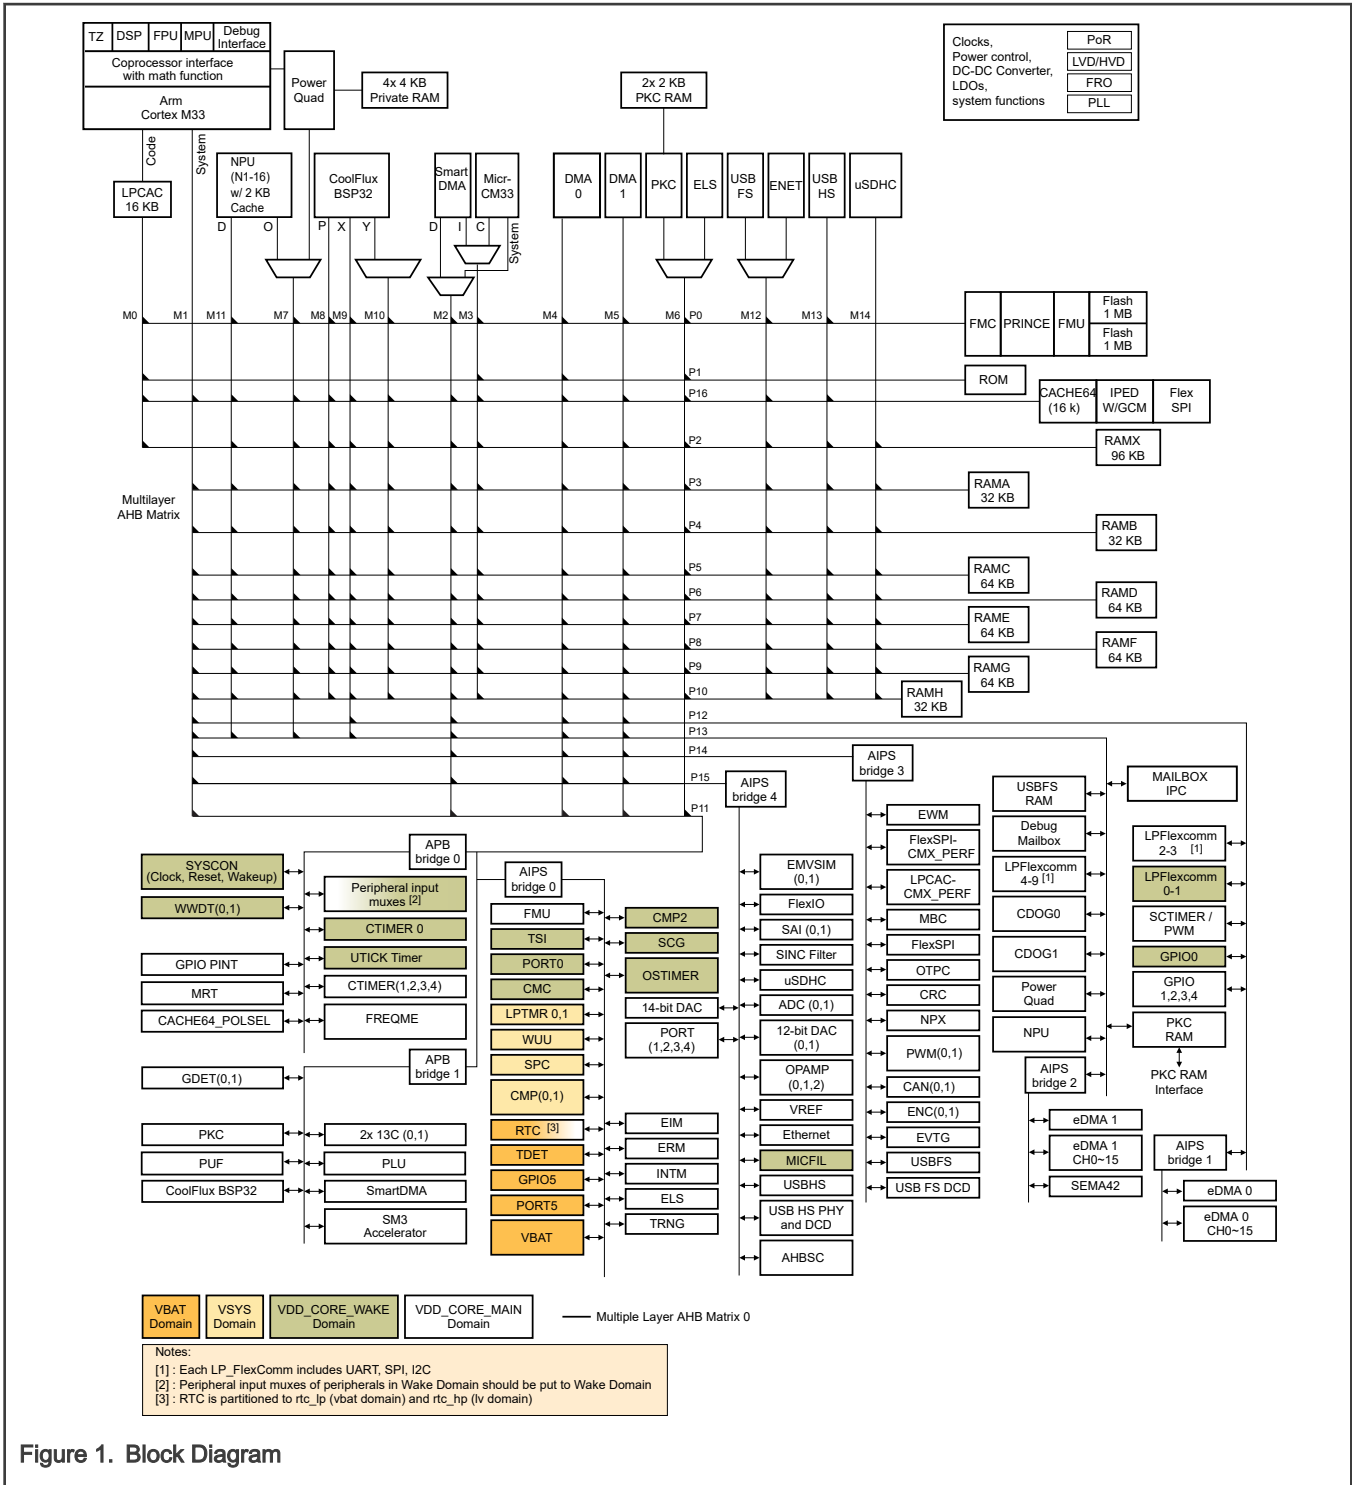 TZ
DSP
FPU
MPU
Debug
Interface
Coprocessor interface
with math function
Arm
Cortex M33
Power
Quad
4x 4 KB
Private RAM
2x 2 KB
PKC RAM
Clocks,
Power control,
DC-DC Converter,
LDOs,
system functions
PoR
LVD/HVD
FRO
PLL
Code
System
LPCAC
16 KB
NPU
(N1-16)
w/ 2 KB
Cache
CoolFlux
BSP32
Smart
DMA
Micr-
CM33
DMA
0
DMA
1
PKC
ELS
USB
FS
ENET
USB
HS
uSDHC
D
O
P
X
Y
D
I
C
System
M0
M1
M11
M7
M8
M9
M10
M2
M3
M4
M5
M6
P0
M12
M13
M14
FMC
PRINCE
FMU
Flash
1 MB
Flash
1 MB
P1
ROM
P16
CACHE64
(16 k)
IPED
W/GCM
Flex
SPI
P2
RAMX
96 KB
Multilayer
AHB Matrix
P3
RAMA
32 KB
P4
RAMB
32 KB
P5
RAMC
64 KB
P6
RAMD
64 KB
P7
RAME
64 KB
P8
RAMF
64 KB
P9
RAMG
64 KB
P10
RAMH
32 KB
P12
P13
P14
P15
P11
AIPS
bridge 3
AIPS
bridge 4
APB
bridge 0
AIPS
bridge 0
SYSCON
(Clock, Reset, Wakeup)
WWDT(0,1)
GPIO PINT
MRT
CACHE64_POLSEL
Peripheral input
muxes [2]
CTIMER 0
UTICK Timer
CTIMER(1,2,3,4)
FREQME
APB
bridge 1
GDET(0,1)
PKC
PUF
CoolFlux BSP32
2x 13C (0,1)
PLU
SmartDMA
SM3
Accelerator
FMU
TSI
PORT0
CMC
LPTMR 0,1
WUU
SPC
CMP(0,1)
RTC [3]
TDET
GPIO5
PORT5
VBAT
CMP2
SCG
OSTIMER
14-bit DAC
PORT
(1,2,3,4)
EIM
ERM
INTM
ELS
TRNG
EMVSIM
(0,1)
FlexIO
SAI (0,1)
SINC Filter
uSDHC
ADC (0,1)
12-bit DAC
(0,1)
OPAMP
(0,1,2)
VREF
Ethernet
MICFIL
USBHS
USB HS PHY
and DCD
AHBSC
EWM
FlexSPI-
CMX_PERF
LPCAC-
CMX_PERF
MBC
FlexSPI
OTPC
CRC
NPX
PWM(0,1)
CAN(0,1)
ENC(0,1)
EVTG
USBFS
USB FS DCD
USBFS
RAM
Debug
Mailbox
LPFlexcomm
4-9 [1]
CDOG0
CDOG1
Power
Quad
NPU
AIPS
bridge 2
eDMA 1
eDMA 1
CH0~15
SEMA42
MAILBOX
IPC
LPFlexcomm
2-3 [1]
LPFlexcomm
0-1
SCTIMER /
PWM
GPIO0
GPIO
1,2,3,4
PKC
RAM
PKC RAM
Interface
AIPS
bridge 1
eDMA 0
eDMA 0
CH0~15
VBAT
Domain
VSYS
Domain
VDD_CORE_WAKE
Domain
VDD_CORE_MAIN
Domain
Multiple Layer AHB Matrix 0
Notes:
[1] : Each LP_FlexComm includes UART, SPI, I2C
[2] : Peripheral input muxes of peripherals in Wake Domain should be put to Wake Domain
[3] : RTC is partitioned to rtc_lp (vbat domain) and rtc_hp (lv domain)
Figure 1. Block Diagram